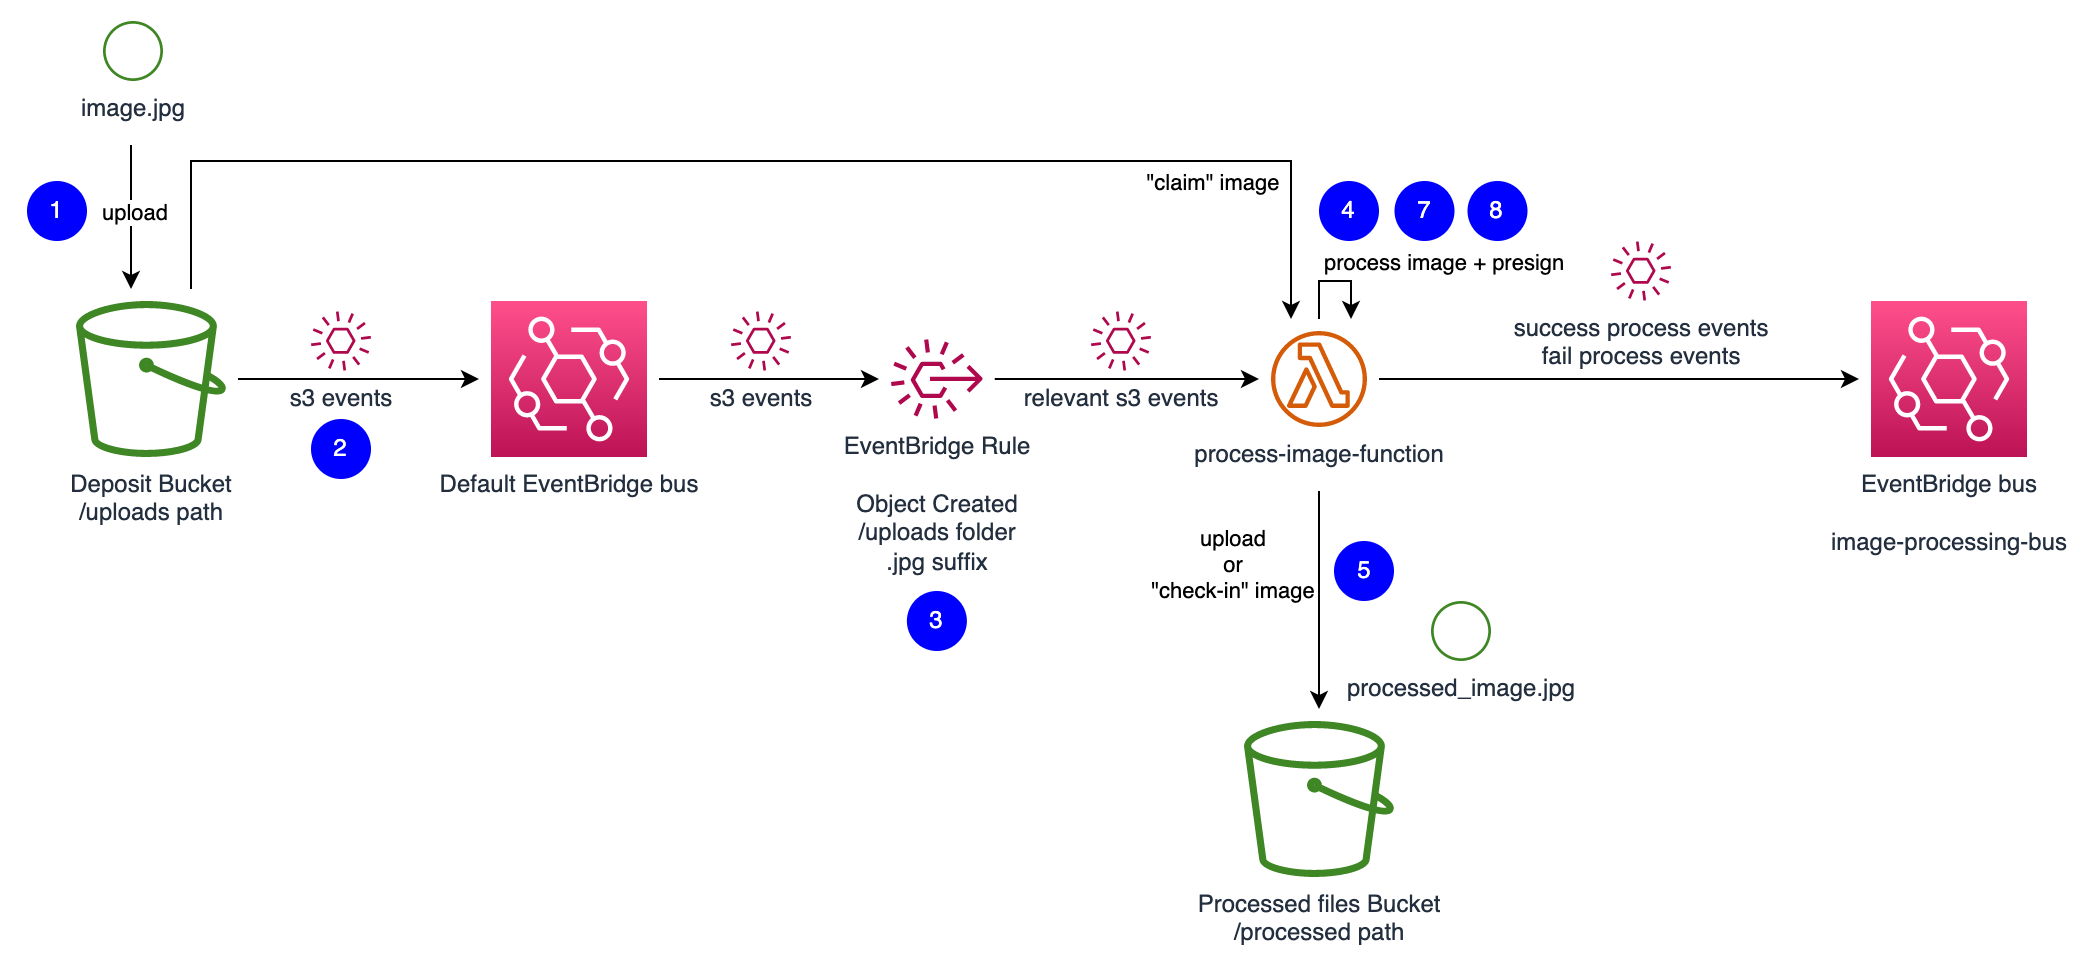 image.jpg
1
upload
"claim" image
4
7
8
process image + presign
success process events
fail process events
s3 events
2
s3 events
relevant s3 events
Deposit Bucket
/uploads path
Default EventBridge bus
EventBridge Rule
Object Created
/uploads folder
.jpg suffix
3
process-image-function
EventBridge bus
image-processing-bus
upload
or
"check-in" image
5
processed_image.jpg
Processed files Bucket
/processed path